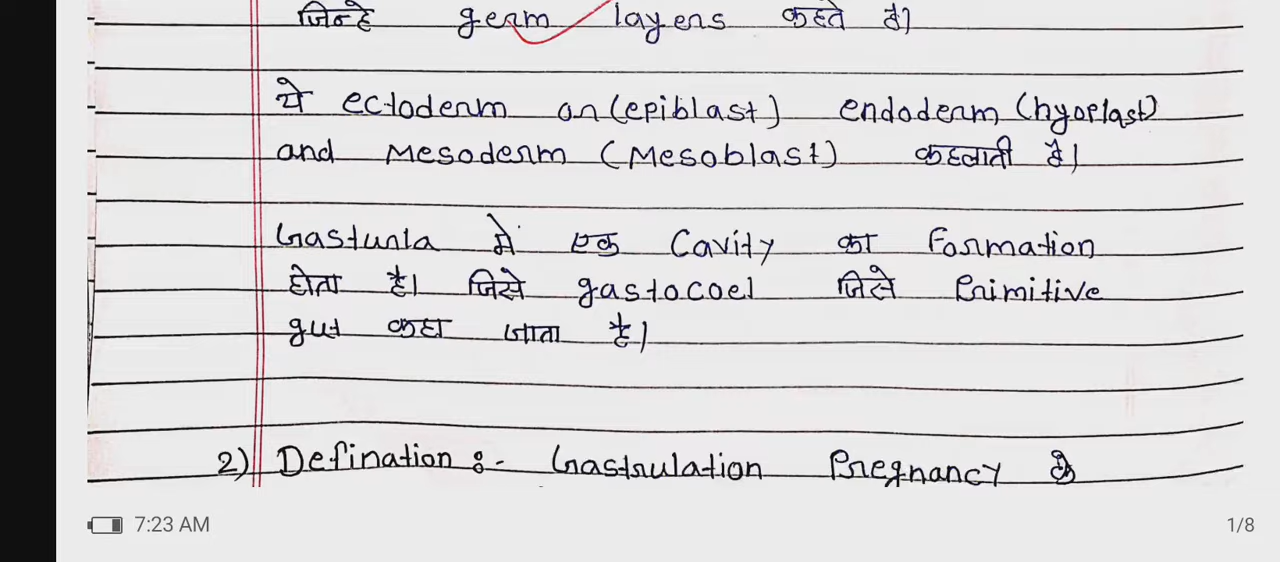 जिन्हे germ layers कहते है।
ये ectoderm or (epiblast) endoderm (hyoplast)
and Mesoderm (Mesoblast) कहलाती है।
Gasturla मे एक Cavity का Formation
होता है। जिसे gastocoel जिसे Primitive
gut कहा जाता है।
2) Defination :- Gastrulation Pregnancy के
7:23 AM
1/8